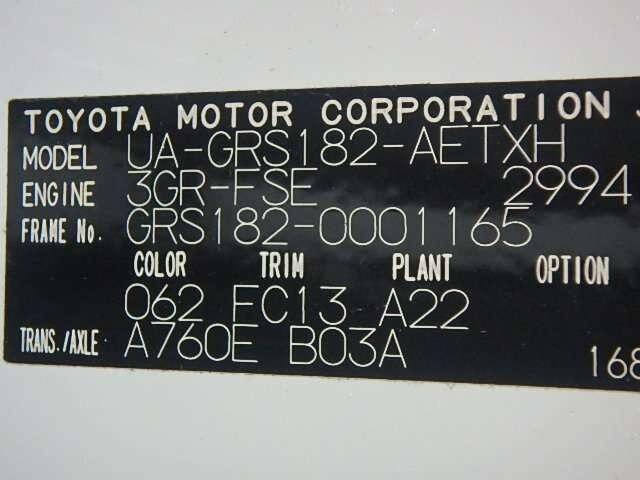 TOYOTA MOTOR CORPORATION
MODEL UA-GRS182-AETXH
ENGINE 3GR-FSE 2994
FRAME No. GRS182-0001165
COLOR TRIM PLANT OPTION
062 FC13 A22
TRANS./AXLE A760E B03A
168